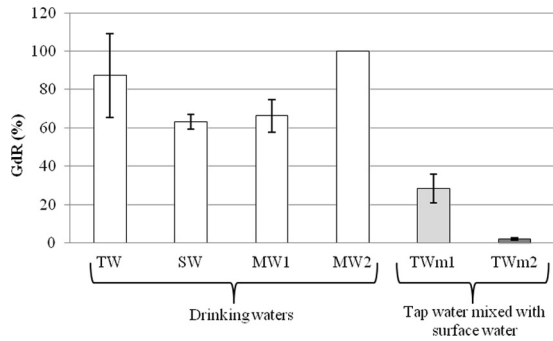 120
100
80
60
40
20
0
GdR (%)
TW SW MW1 MW2 TWm1 TWm2
Drinking waters
Tap water mixed with
surface water